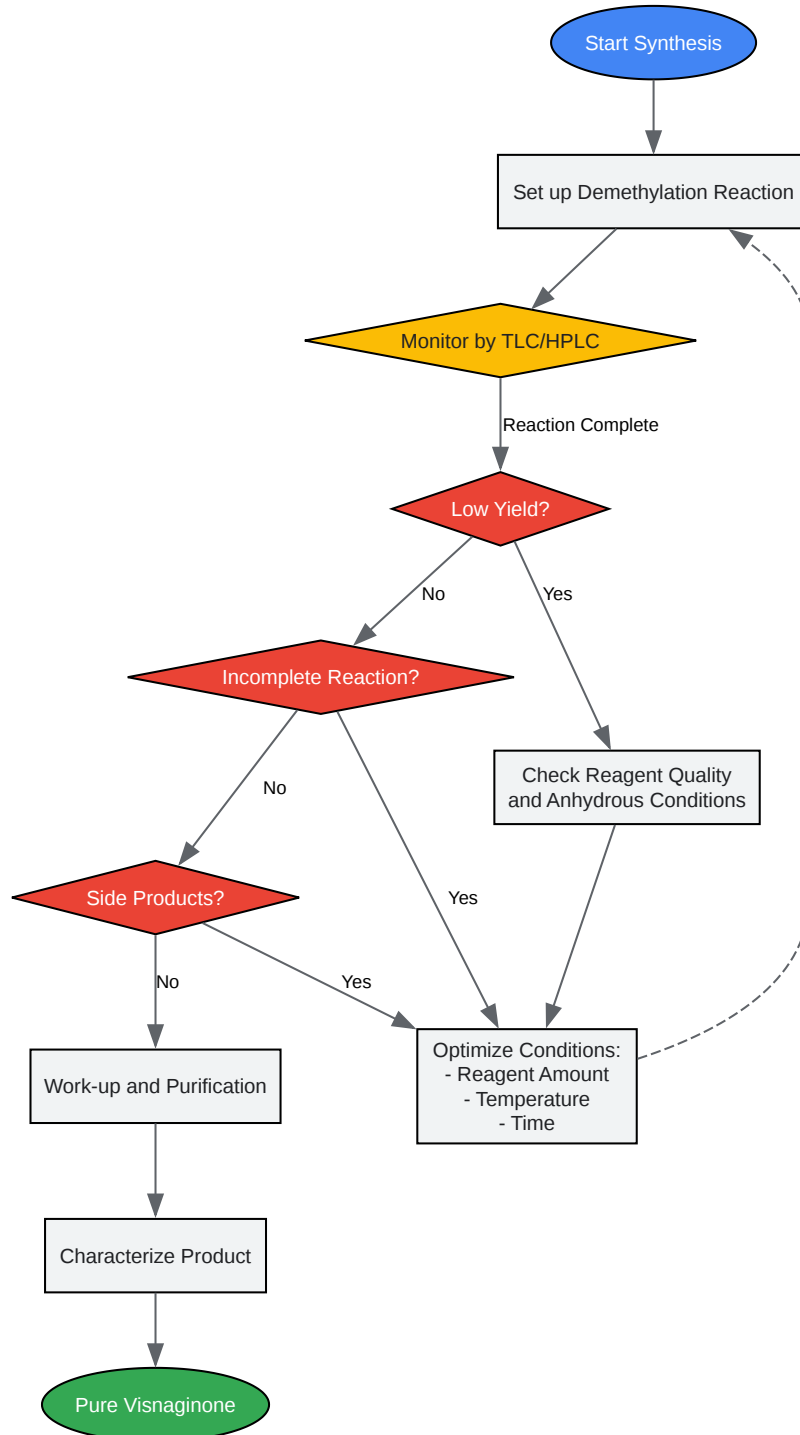 Start Synthesis
Set up Demethylation Reaction
Monitor by TLC/HPLC
Reaction Complete
Low Yield?
No
Yes
Incomplete Reaction?
Check Reagent Quality
and Anhydrous Conditions
No
Yes
Side Products?
No
Yes
Optimize Conditions:
- Reagent Amount
- Temperature
- Time
Work-up and Purification
Characterize Product
Pure Visnaginone